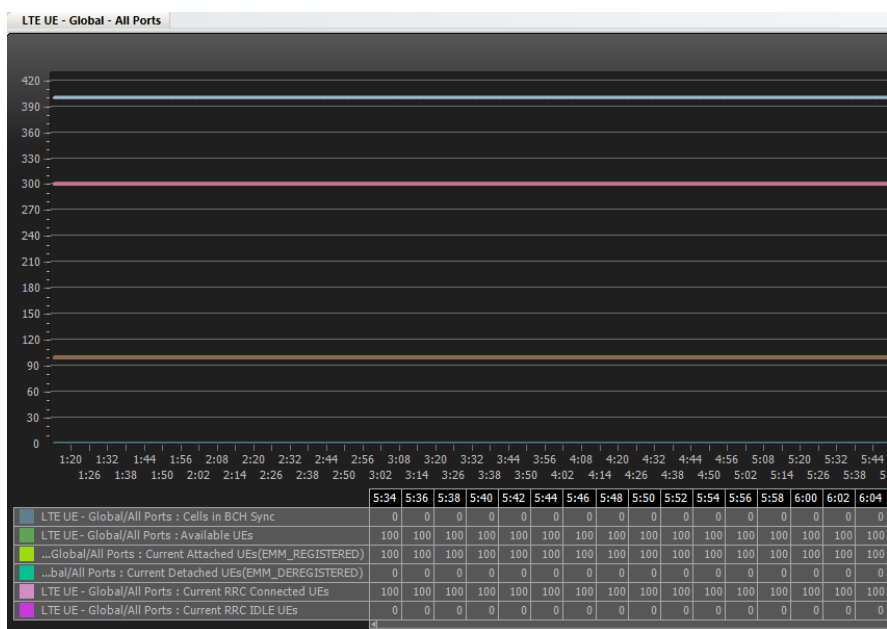 LTE UE - Global - All Ports
420
390
360
330
300
270
240
210
180
150
120
90
60
30
0
1:20 1:32 1:44 1:56 2:08 2:20 2:32 2:44 2:56 3:08 3:20 3:32 3:44 3:56 4:08 4:20 4:32 4:44 4:56 5:08 5:20 5:32 5:44
1:26 1:38 1:50 2:02 2:14 2:26 2:38 2:50 3:02 3:14 3:26 3:38 3:50 4:02 4:14 4:26 4:38 4:50 5:02 5:14 5:26 5:38 5
5:34 5:36 5:38 5:40 5:42 5:44 5:46 5:48 5:50 5:52 5:54 5:56 5:58 6:00 6:02 6:04
LTE UE - Global/All Ports : Cells in BCH Sync 0 0 0 0 0 0 0 0 0 0 0 0 0 0 0 0
LTE UE - Global/All Ports : Available UEs 100 100 100 100 100 100 100 100 100 100 100 100 100 100 100 100
...Global/All Ports : Current Attached UEs(EMM_REGISTERED) 100 100 100 100 100 100 100 100 100 100 100 100 100 100 100 100
...bal/All Ports : Current Detached UEs(EMM_DEREGISTERED) 0 0 0 0 0 0 0 0 0 0 0 0 0 0 0 0
LTE UE - Global/All Ports : Current RRC Connected UEs 100 100 100 100 100 100 100 100 100 100 100 100 100 100 100 100
LTE UE - Global/All Ports : Current RRC IDLE UEs 0 0 0 0 0 0 0 0 0 0 0 0 0 0 0 0